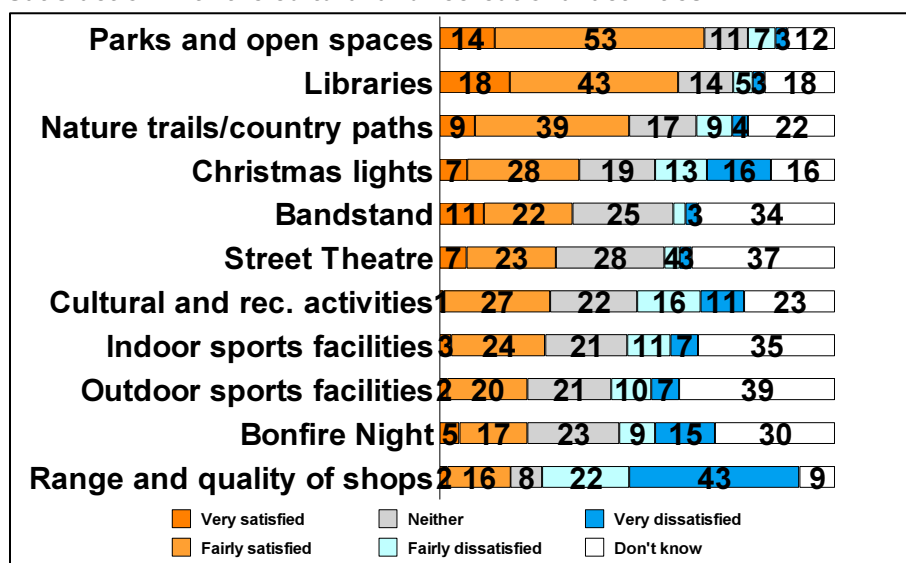 Parks and open spaces 14 53 11 7 3 12
Libraries 18 43 14 5 3 18
Nature trails/country paths 9 39 17 9 4 22
Christmas lights 7 28 19 13 16 16
Bandstand 11 22 25 3 34
Street Theatre 7 23 28 4 3 37
Cultural and rec. activities 1 27 22 16 11 23
Indoor sports facilities 3 24 21 11 7 35
Outdoor sports facilities 2 20 21 10 7 39
Bonfire Night 5 17 23 9 15 30
Range and quality of shops 2 16 8 22 43 9
Very satisfied Neither Very dissatisfied
Fairly satisfied Fairly dissatisfied Don't know